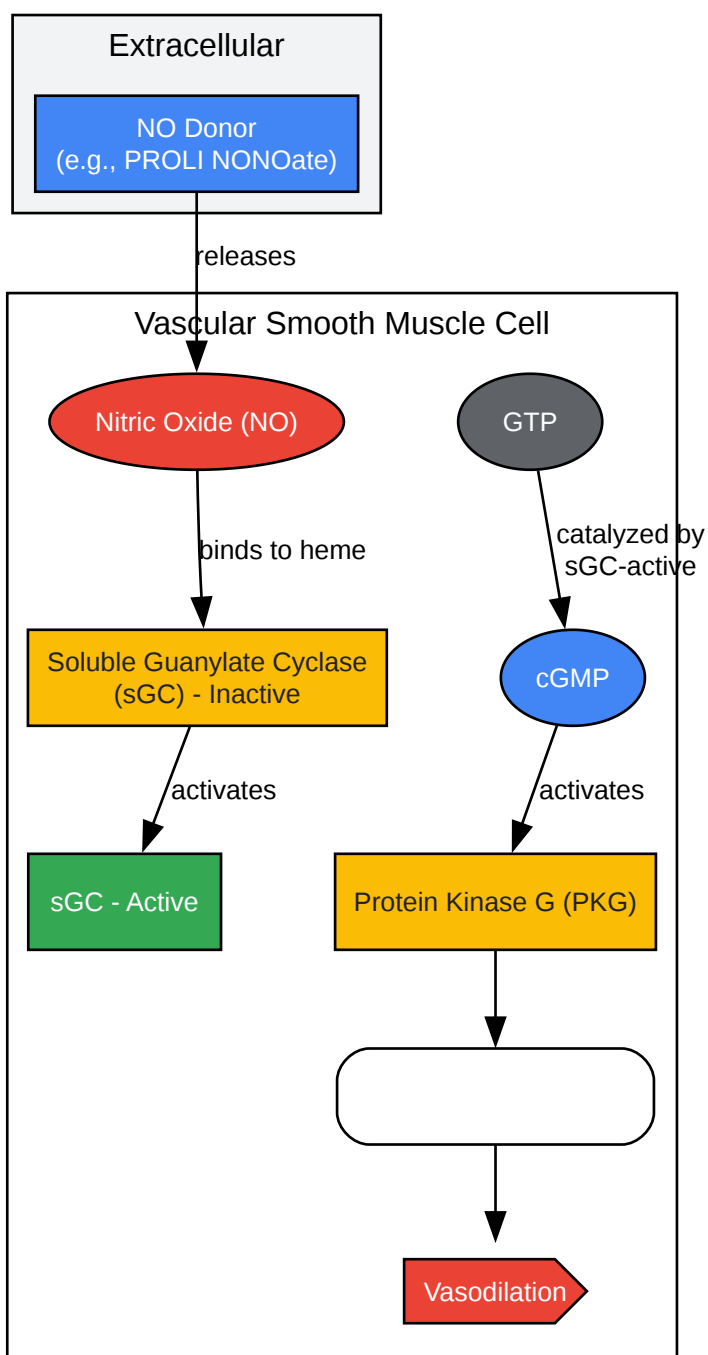 Extracellular
NO Donor
(e.g., PROLI NONOate)
releases
Vascular Smooth Muscle Cell
Nitric Oxide (NO)
GTP
binds to heme
catalyzed by
sGC-active
Soluble Guanylate Cyclase
(sGC) - Inactive
cGMP
activates
activates
sGC - Active
Protein Kinase G (PKG)
Vasodilation